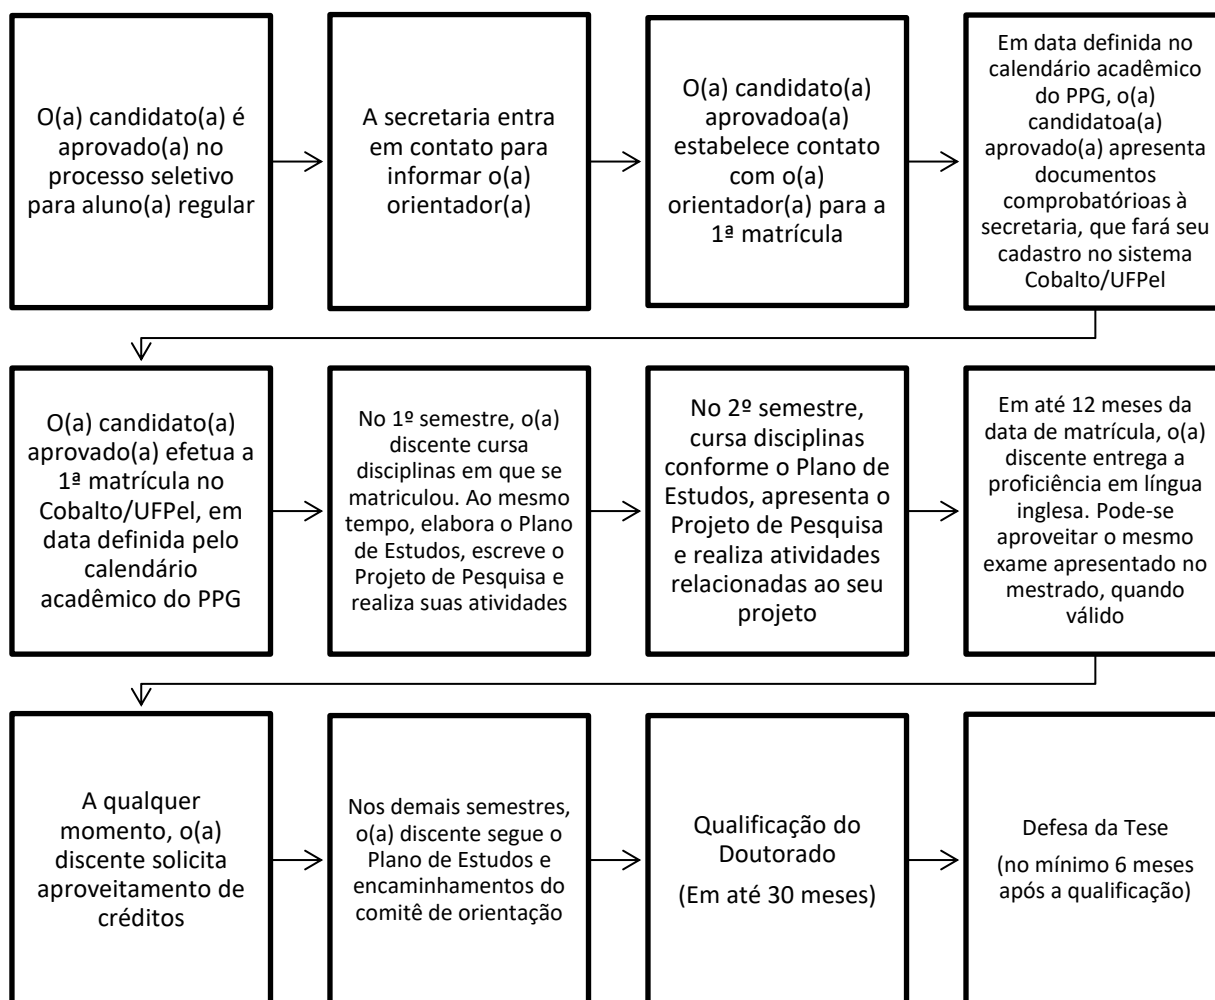 O(a) candidato(a) é
aprovado(a) no
processo seletivo
para aluno(a) regular
A secretaria entra
em contato para
informar o(a)
orientador(a)
O(a) candidato(a)
aprovadoa(a)
estabelece contato
com o(a)
orientador(a) para a
1ª matrícula
Em data definida no
calendário acadêmico
do PPG, o(a)
candidatoa(a)
aprovado(a) apresenta
documentos
comprobatórioas à
secretaria, que fará seu
cadastro no sistema
Cobalto/UFPel
O(a) candidato(a)
aprovado(a) efetua a
1ª matrícula no
Cobalto/UFPel, em
data definida pelo
calendário
acadêmico do PPG
No 1º semestre, o(a)
discente cursa
disciplinas em que se
matriculou. Ao mesmo
tempo, elabora o Plano
de Estudos, escreve o
Projeto de Pesquisa e
realiza suas atividades
No 2º semestre,
cursa disciplinas
conforme o Plano de
Estudos, apresenta o
Projeto de Pesquisa
e realiza atividades
relacionadas ao seu
projeto
Em até 12 meses da
data de matrícula, o(a)
discente entrega a
proficiência em língua
inglesa. Pode-se
aproveitar o mesmo
exame apresentado no
mestrado, quando
válido
A qualquer
momento, o(a)
discente solicita
aproveitamento de
créditos
Nos demais semestres,
o(a) discente segue o
Plano de Estudos e
encaminhamentos do
comitê de orientação
Qualificação do
Doutorado
(Em até 30 meses)
Defesa da Tese
(no mínimo 6 meses
após a qualificação)